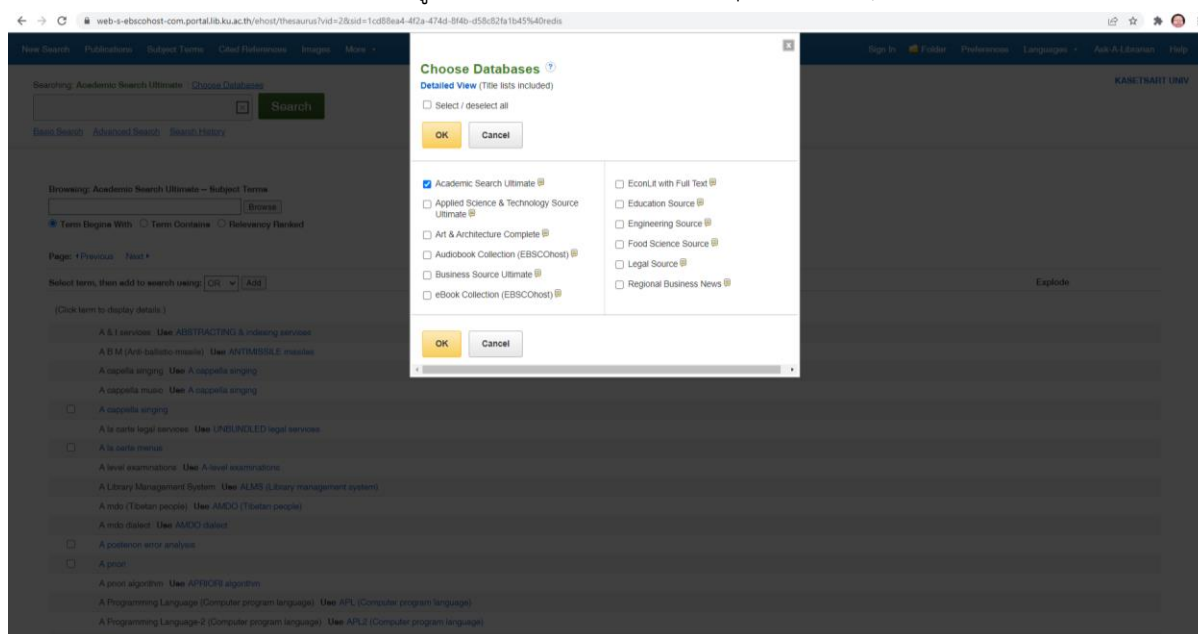 web-s-ebscohost-com.portal.lib.ku.ac.th/ehost/thesaurus?vid=2&sid=1cd88ea4-4f2a-474d-8f4b-d58c82fa1b45%40redis
New Search Publications Subject Terms Cited References Images More
Sign In Folder Preferences Languages Ask-A-Librarian Help
Searching: Academic Search Ultimate Choose Databases
KASETSART UNIV
Search
Basic Search Advanced Search Search History
Choose Databases
Detailed View (Title lists included)
Select / deselect all
OK Cancel
Academic Search Ultimate
Applied Science & Technology Source
Ultimate
Art & Architecture Complete
Audiobook Collection (EBSCOhost)
Business Source Ultimate
eBook Collection (EBSCOhost)
EconLit with Full Text
Education Source
Engineering Source
Food Science Source
Legal Source
Regional Business News
OK Cancel
Browsing: Academic Search Ultimate -- Subject Terms
Browse
Term Begins With Term Contains Relevancy Ranked
Page: Previous Next
Select term, then add to search using: OR Add
Explode
(Click term to display details.)
A & I services Use ABSTRACTING & indexing services
A B M (Anti-ballistic missile) Use ANTIMISSILE missiles
A capella singing Use A cappella singing
A cappella music Use A cappella singing
A cappella singing
A la carte legal services Use UNBUNDLED legal services
A la carte menus
A level examinations Use A-level examinations
A Library Management System Use ALMS (Library management system)
A mdo (Tibetan people) Use AMDO (Tibetan people)
A mdo dialect Use AMDO dialect
A posteriori error analysis
A priori
A priori algorithm Use APRIORI algorithm
A Programming Language (Computer program language) Use APL (Computer program language)
A Programming Language-2 (Computer program language) Use APL2 (Computer program language)